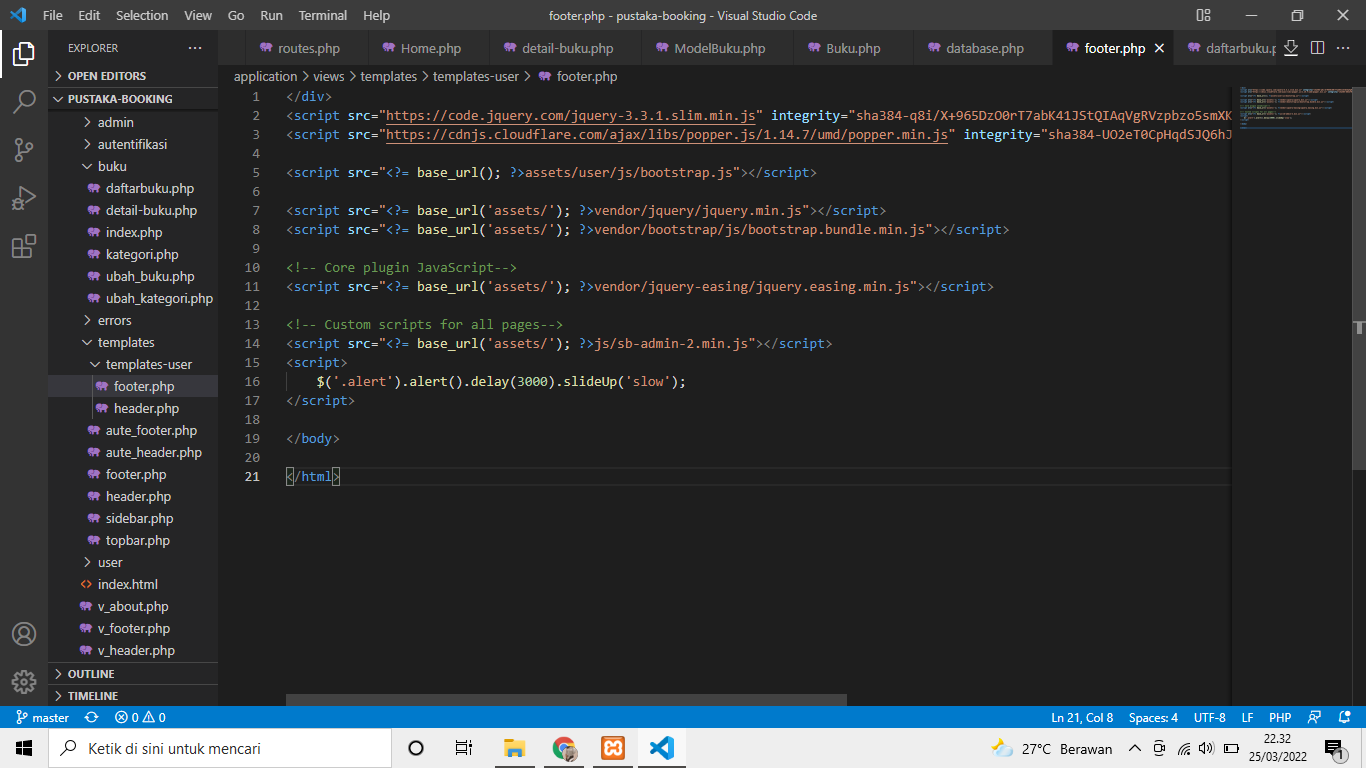 File Edit Selection View Go Run Terminal Help footer.php - pustaka-booking - Visual Studio Code
EXPLORER ···
routes.php Home.php detail-buku.php ModelBuku.php Buku.php database.php footer.php daftarbuku.p
OPEN EDITORS
PUSTAKA-BOOKING
admin
autentifikasi
buku
daftarbuku.php
detail-buku.php
index.php
kategori.php
ubah_buku.php
ubah_kategori.php
errors
templates
templates-user
footer.php
header.php
aute_footer.php
aute_header.php
footer.php
header.php
sidebar.php
topbar.php
user
index.html
v_about.php
v_footer.php
v_header.php
OUTLINE
TIMELINE
application > views > templates > templates-user > footer.php
1 </div>
2 <script src="https://code.jquery.com/jquery-3.3.1.slim.min.js" integrity="sha384-q8i/X+965DzO0rT7abK41JStQIAqVgRVzpbzo5smXK
3 <script src="https://cdnjs.cloudflare.com/ajax/libs/popper.js/1.14.7/umd/popper.min.js" integrity="sha384-UO2eT0CpHqdSJQ6hJ
4
5 <script src="<?= base_url(); ?>assets/user/js/bootstrap.js"></script>
6
7 <script src="<?= base_url('assets/'); ?>vendor/jquery/jquery.min.js"></script>
8 <script src="<?= base_url('assets/'); ?>vendor/bootstrap/js/bootstrap.bundle.min.js"></script>
9
10 <!-- Core plugin JavaScript-->
11 <script src="<?= base_url('assets/'); ?>vendor/jquery-easing/jquery.easing.min.js"></script>
12
13 <!-- Custom scripts for all pages-->
14 <script src="<?= base_url('assets/'); ?>js/sb-admin-2.min.js"></script>
15 <script>
16 $('.alert').alert().delay(3000).slideUp('slow');
17 </script>
18
19 </body>
20
21 </html>
master 0 0 Ln 21, Col 8 Spaces: 4 UTF-8 LF PHP
Ketik di sini untuk mencari
27°C Berawan
22.32
25/03/2022
1